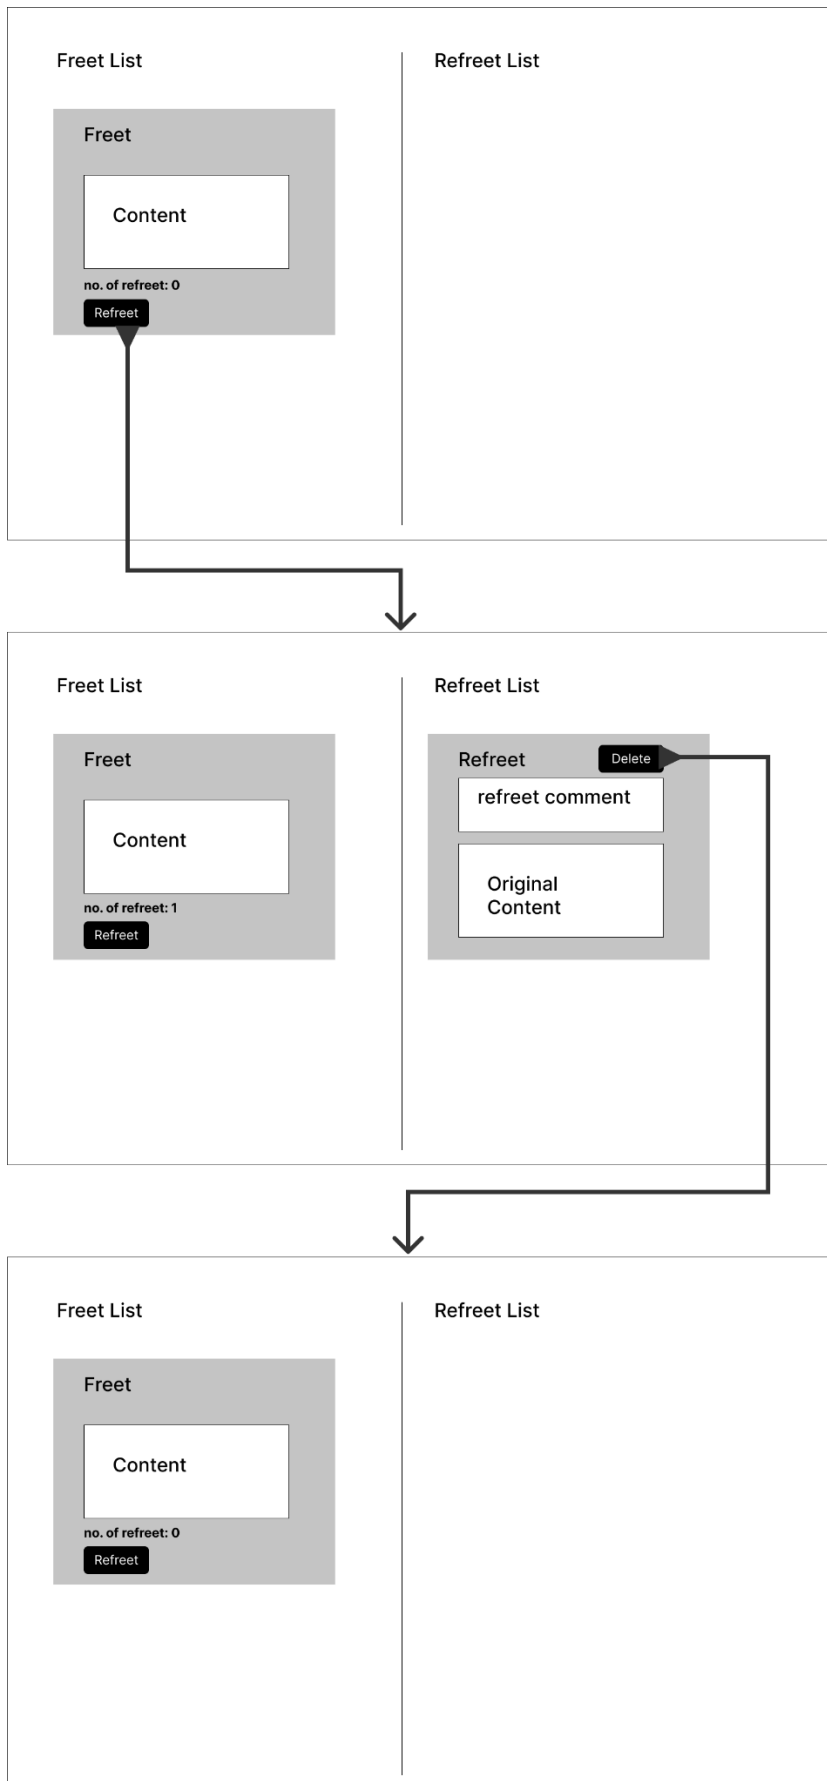 Freet List
Refreet List
Freet
Content
no. of refreet: 0
Refreet
Freet List
Refreet List
Freet
Content
no. of refreet: 1
Refreet
Refreet
Delete
refreet comment
Original
Content
Freet List
Refreet List
Freet
Content
no. of refreet: 0
Refreet